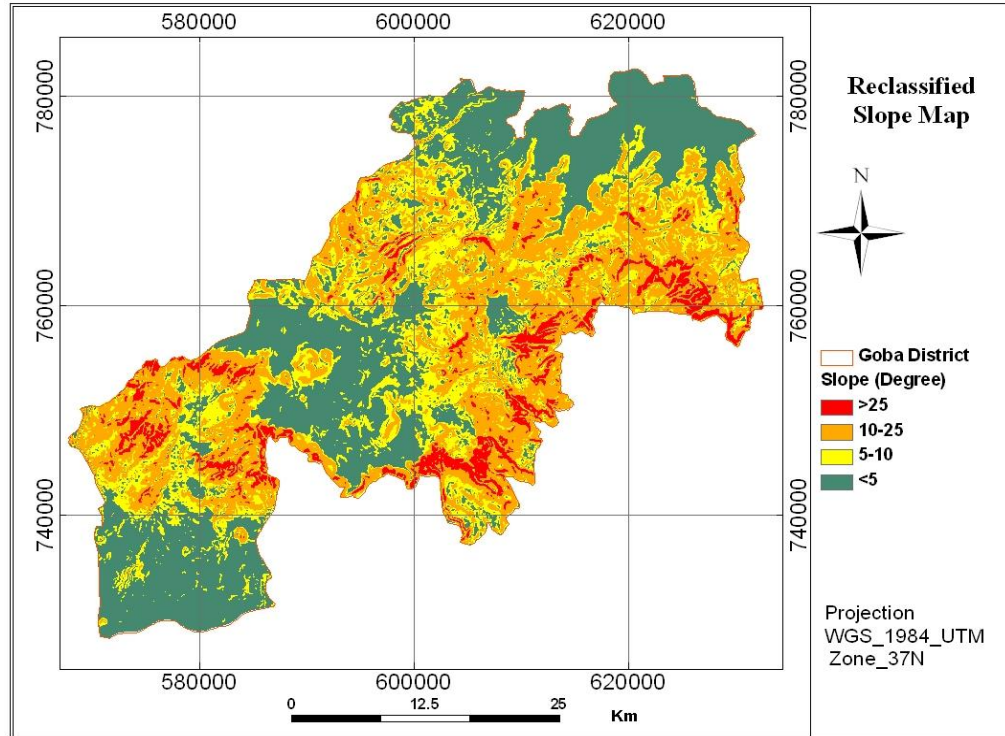 580000 600000 620000
780000 780000
760000 760000
740000 740000
580000 600000 620000
0 12.5 25
Km
Reclassified
Slope Map
N
Goba District
Slope (Degree)
>25
10-25
5-10
<5
Projection
WGS_1984_UTM
Zone_37N